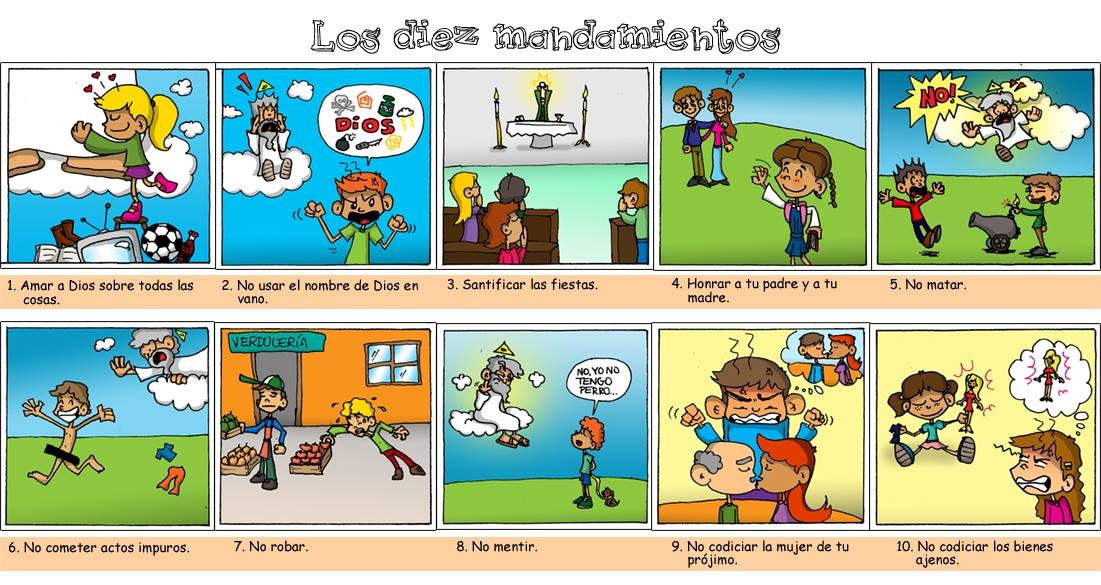 Los diez mandamientos
DIOS
NO!
1. Amar a Dios sobre todas las
cosas.
2. No usar el nombre de Dios en
vano.
3. Santificar las fiestas.
4. Honrar a tu padre y a tu
madre.
5. No matar.
VERDULERÍA
NO, YO NO
TENGO
PERRO...
6. No cometer actos impuros.
7. No robar.
8. No mentir.
9. No codiciar la mujer de tu
prójimo.
10. No codiciar los bienes
ajenos.